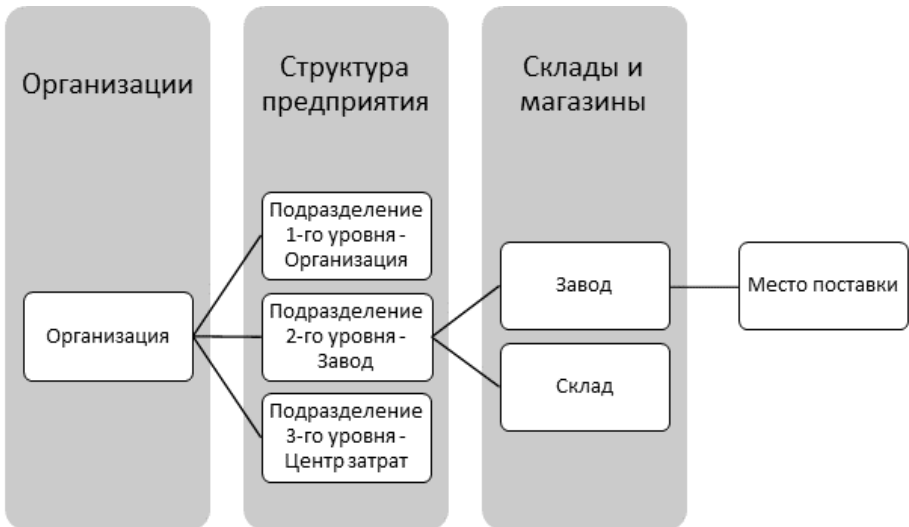 Организации
Структура
предприятия
Склады и
магазины
Организация
Подразделение
1-го уровня -
Организация
Подразделение
2-го уровня -
Завод
Подразделение
3-го уровня -
Центр затрат
Завод
Склад
Место поставки